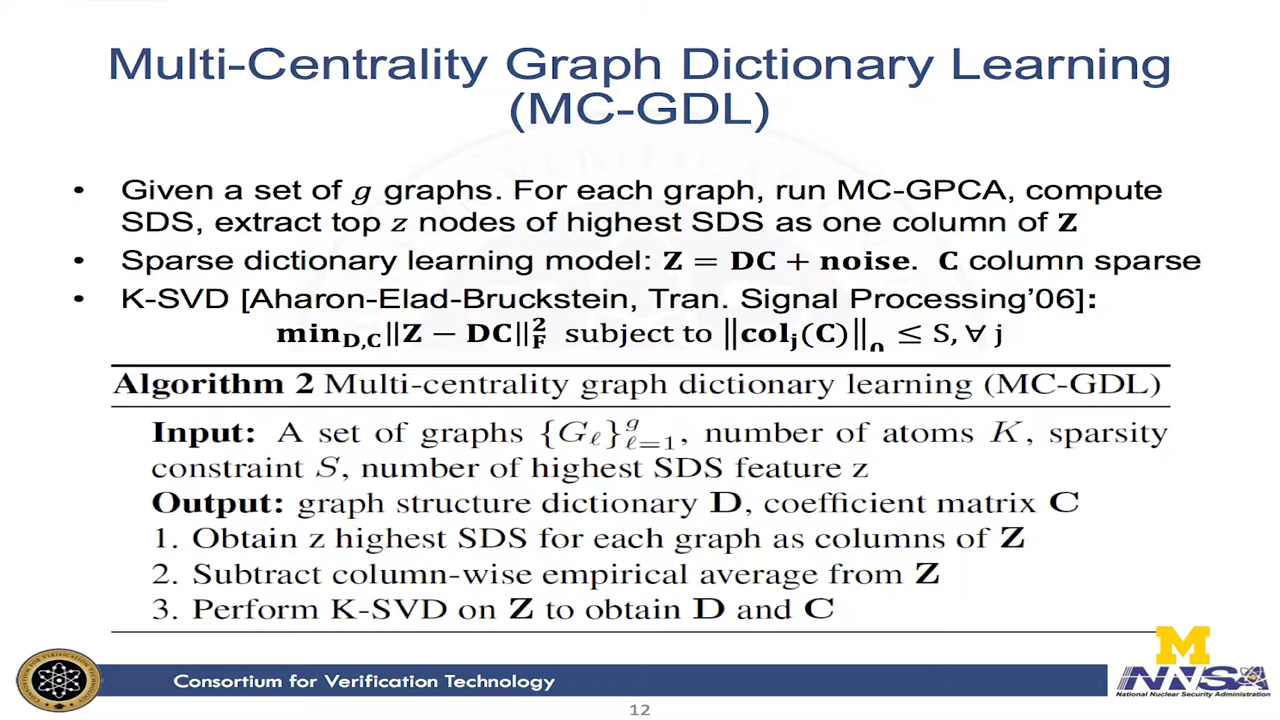 Multi-Centrality Graph Dictionary Learning
(MC-GDL)
• Given a set of g graphs. For each graph, run MC-GPCA, compute
SDS, extract top z nodes of highest SDS as one column of Z
• Sparse dictionary learning model: Z = DC + noise. C column sparse
• K-SVD [Aharon-Elad-Bruckstein, Tran. Signal Processing'06]:
min_{D,C} ‖Z − DC‖_F^2 subject to ‖col_j(C)‖_0 ≤ S, ∀ j
Algorithm 2 Multi-centrality graph dictionary learning (MC-GDL)
Input: A set of graphs {G_ℓ}_{ℓ=1}^g, number of atoms K, sparsity
constraint S, number of highest SDS feature z
Output: graph structure dictionary D, coefficient matrix C
1. Obtain z highest SDS for each graph as columns of Z
2. Subtract column-wise empirical average from Z
3. Perform K-SVD on Z to obtain D and C
Consortium for Verification Technology
M
NNSA
National Nuclear Security Administration
12